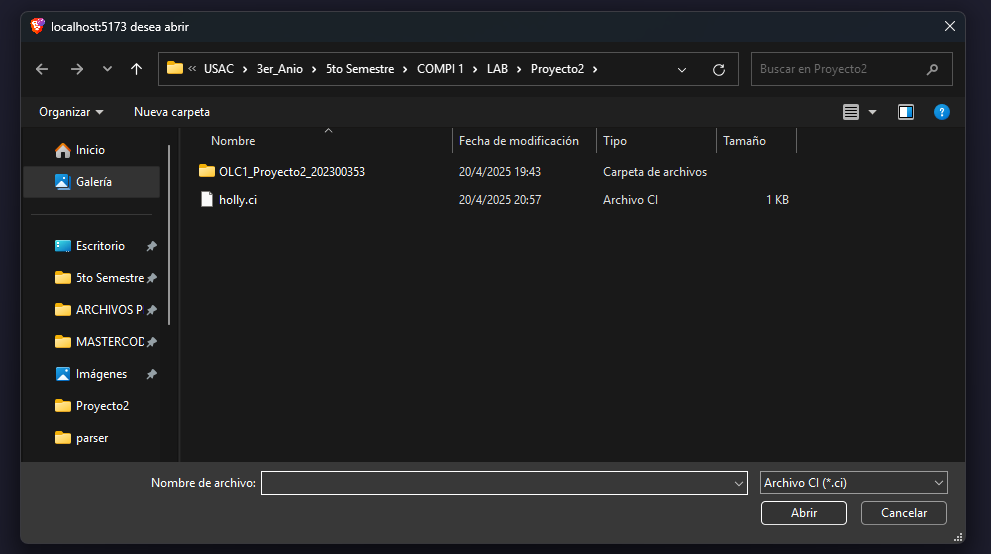 localhost:5173 desea abrir
« USAC > 3er_Anio > 5to Semestre > COMPI 1 > LAB > Proyecto2 >
Buscar en Proyecto2
Organizar
Nueva carpeta
?
Inicio
Galería
Escritorio
5to Semestre
ARCHIVOS P
MASTERCOD
Imágenes
Proyecto2
parser
Nombre Fecha de modificación Tipo Tamaño
OLC1_Proyecto2_202300353 20/4/2025 19:43 Carpeta de archivos
holly.ci 20/4/2025 20:57 Archivo CI 1 KB
Nombre de archivo:
Archivo CI (*.ci)
Abrir
Cancelar